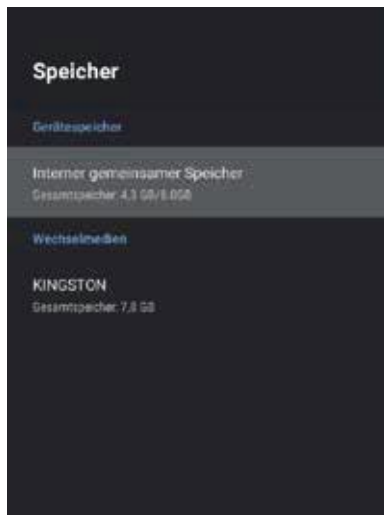 Speicher
Gerätespeicher
Interner gemeinsamer Speicher
Gesamtspeicher: 4,3 GB/8.0GB
Wechselmedien
KINGSTON
Gesamtspeicher: 7,8 GB